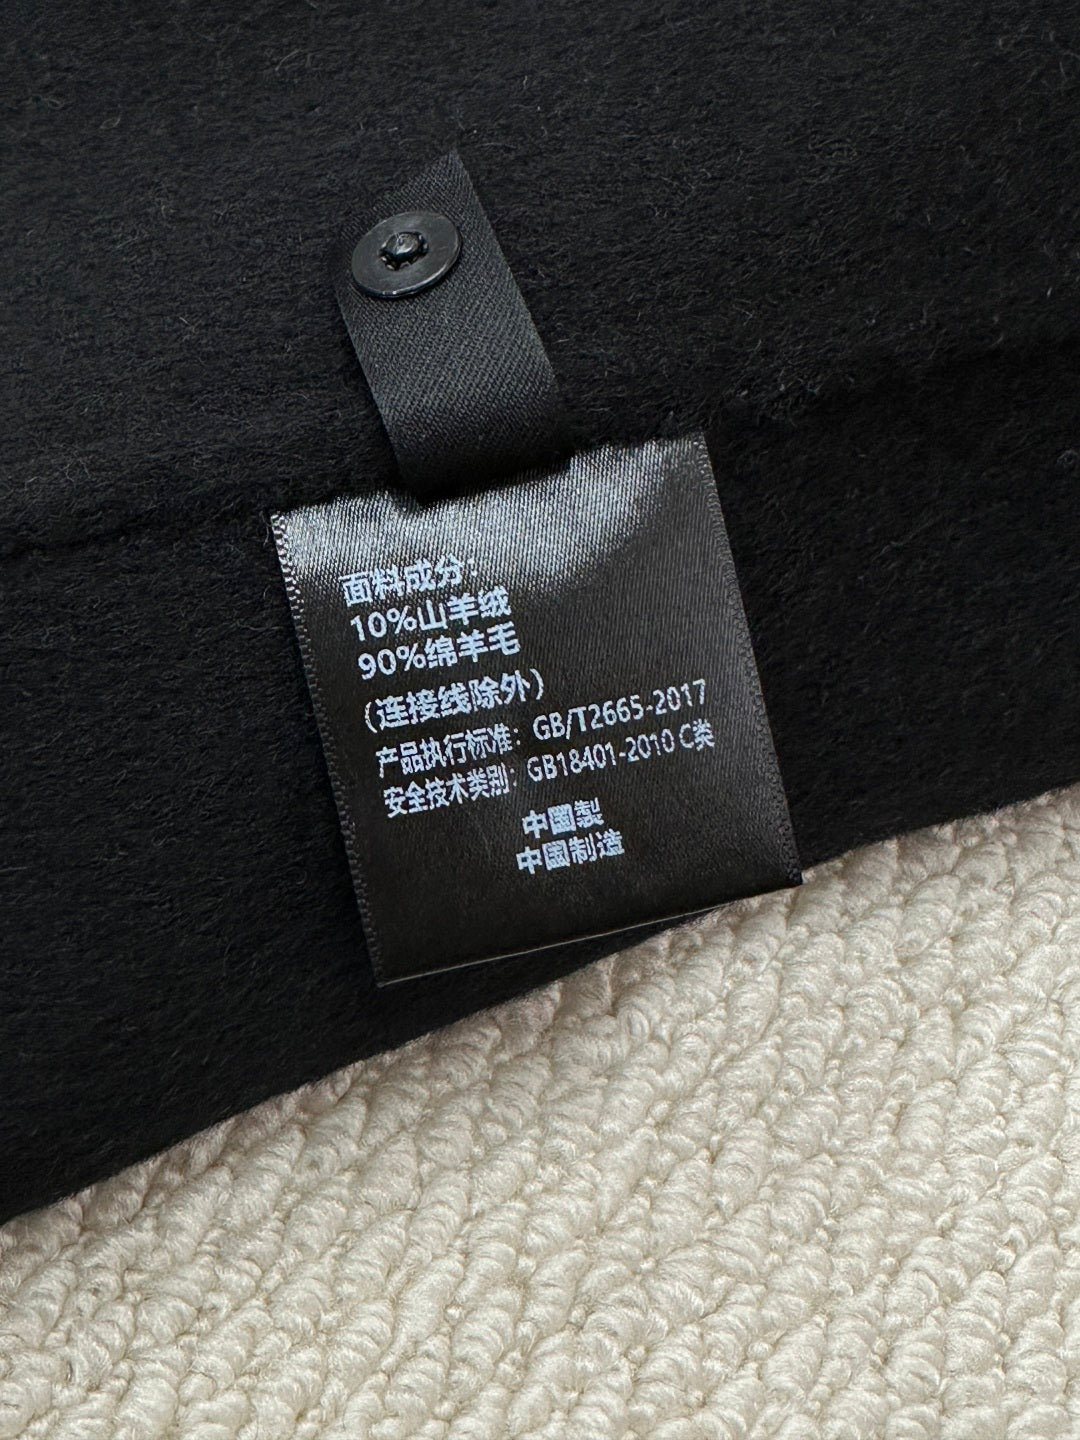 面料成分：
10%山羊绒
90%绵羊毛
（连接线除外）
产品执行标准：GB/T2665-2017
安全技术类别：GB18401-2010 C类
中國製
中國制造